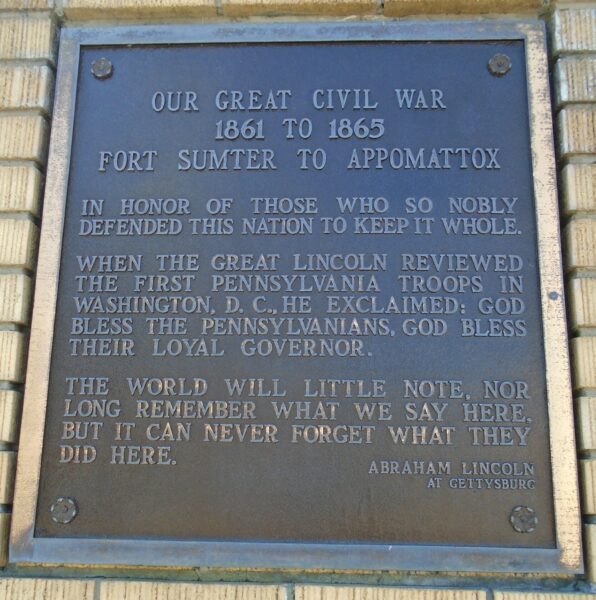 OUR GREAT CIVIL WAR
1861 TO 1865
FORT SUMTER TO APPOMATTOX
IN HONOR OF THOSE WHO SO NOBLY
DEFENDED THIS NATION TO KEEP IT WHOLE.
WHEN THE GREAT LINCOLN REVIEWED
THE FIRST PENNSYLVANIA TROOPS IN
WASHINGTON, D. C., HE EXCLAIMED: GOD
BLESS THE PENNSYLVANIANS, GOD BLESS
THEIR LOYAL GOVERNOR.
THE WORLD WILL LITTLE NOTE, NOR
LONG REMEMBER WHAT WE SAY HERE,
BUT IT CAN NEVER FORGET WHAT THEY
DID HERE.
ABRAHAM LINCOLN
AT GETTYSBURG